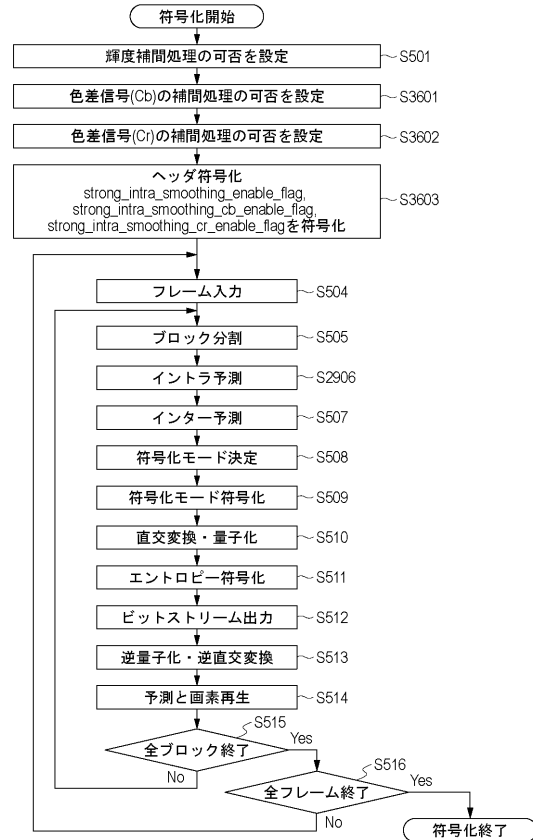 符号化開始
輝度補間処理の可否を設定
S501
色差信号(Cb)の補間処理の可否を設定
S3601
色差信号(Cr)の補間処理の可否を設定
S3602
ヘッダ符号化
strong_intra_smoothing_enable_flag,
strong_intra_smoothing_cb_enable_flag,
strong_intra_smoothing_cr_enable_flagを符号化
S3603
フレーム入力
S504
ブロック分割
S505
イントラ予測
S2906
インター予測
S507
符号化モード決定
S508
符号化モード符号化
S509
直交変換・量子化
S510
エントロピー符号化
S511
ビットストリーム出力
S512
逆量子化・逆直交変換
S513
予測と画素再生
S514
全ブロック終了
S515
Yes
No
全フレーム終了
S516
Yes
No
符号化終了